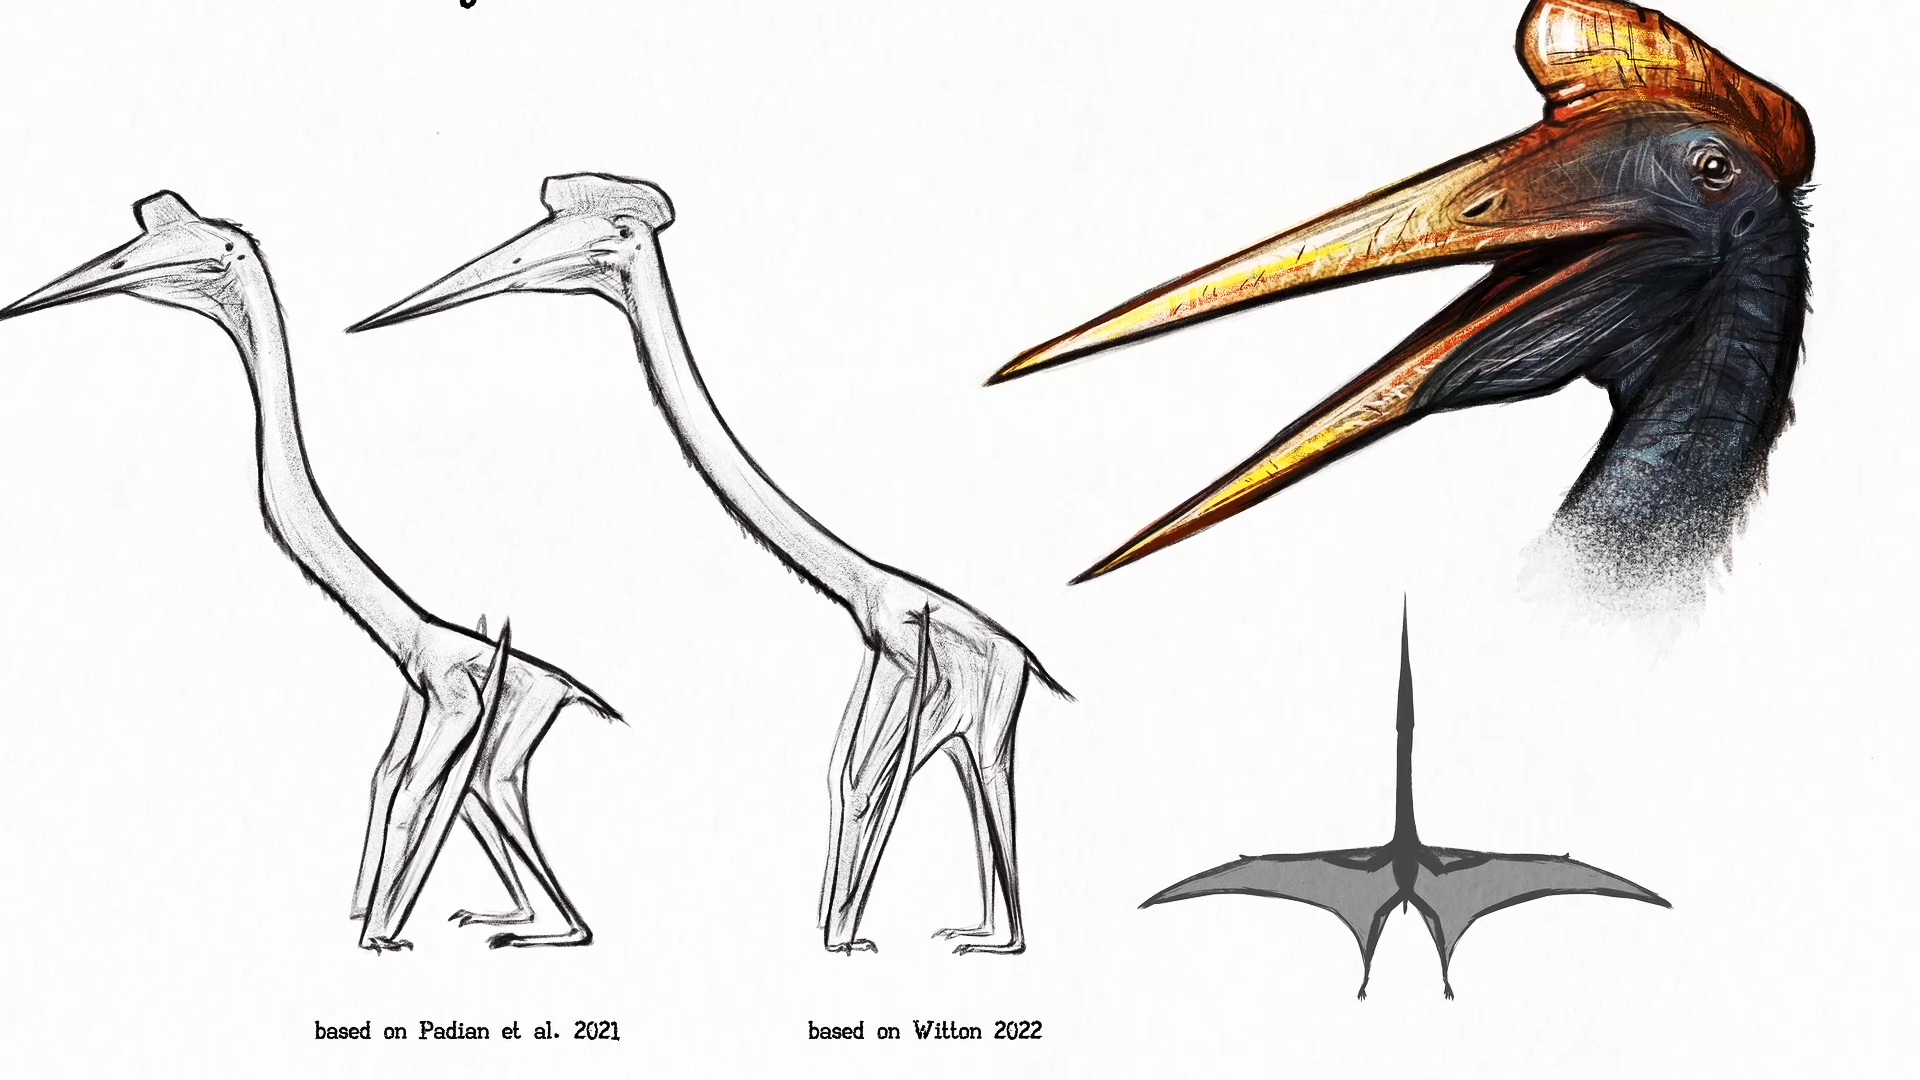 based on Padian et al. 2021
based on Witton 2022